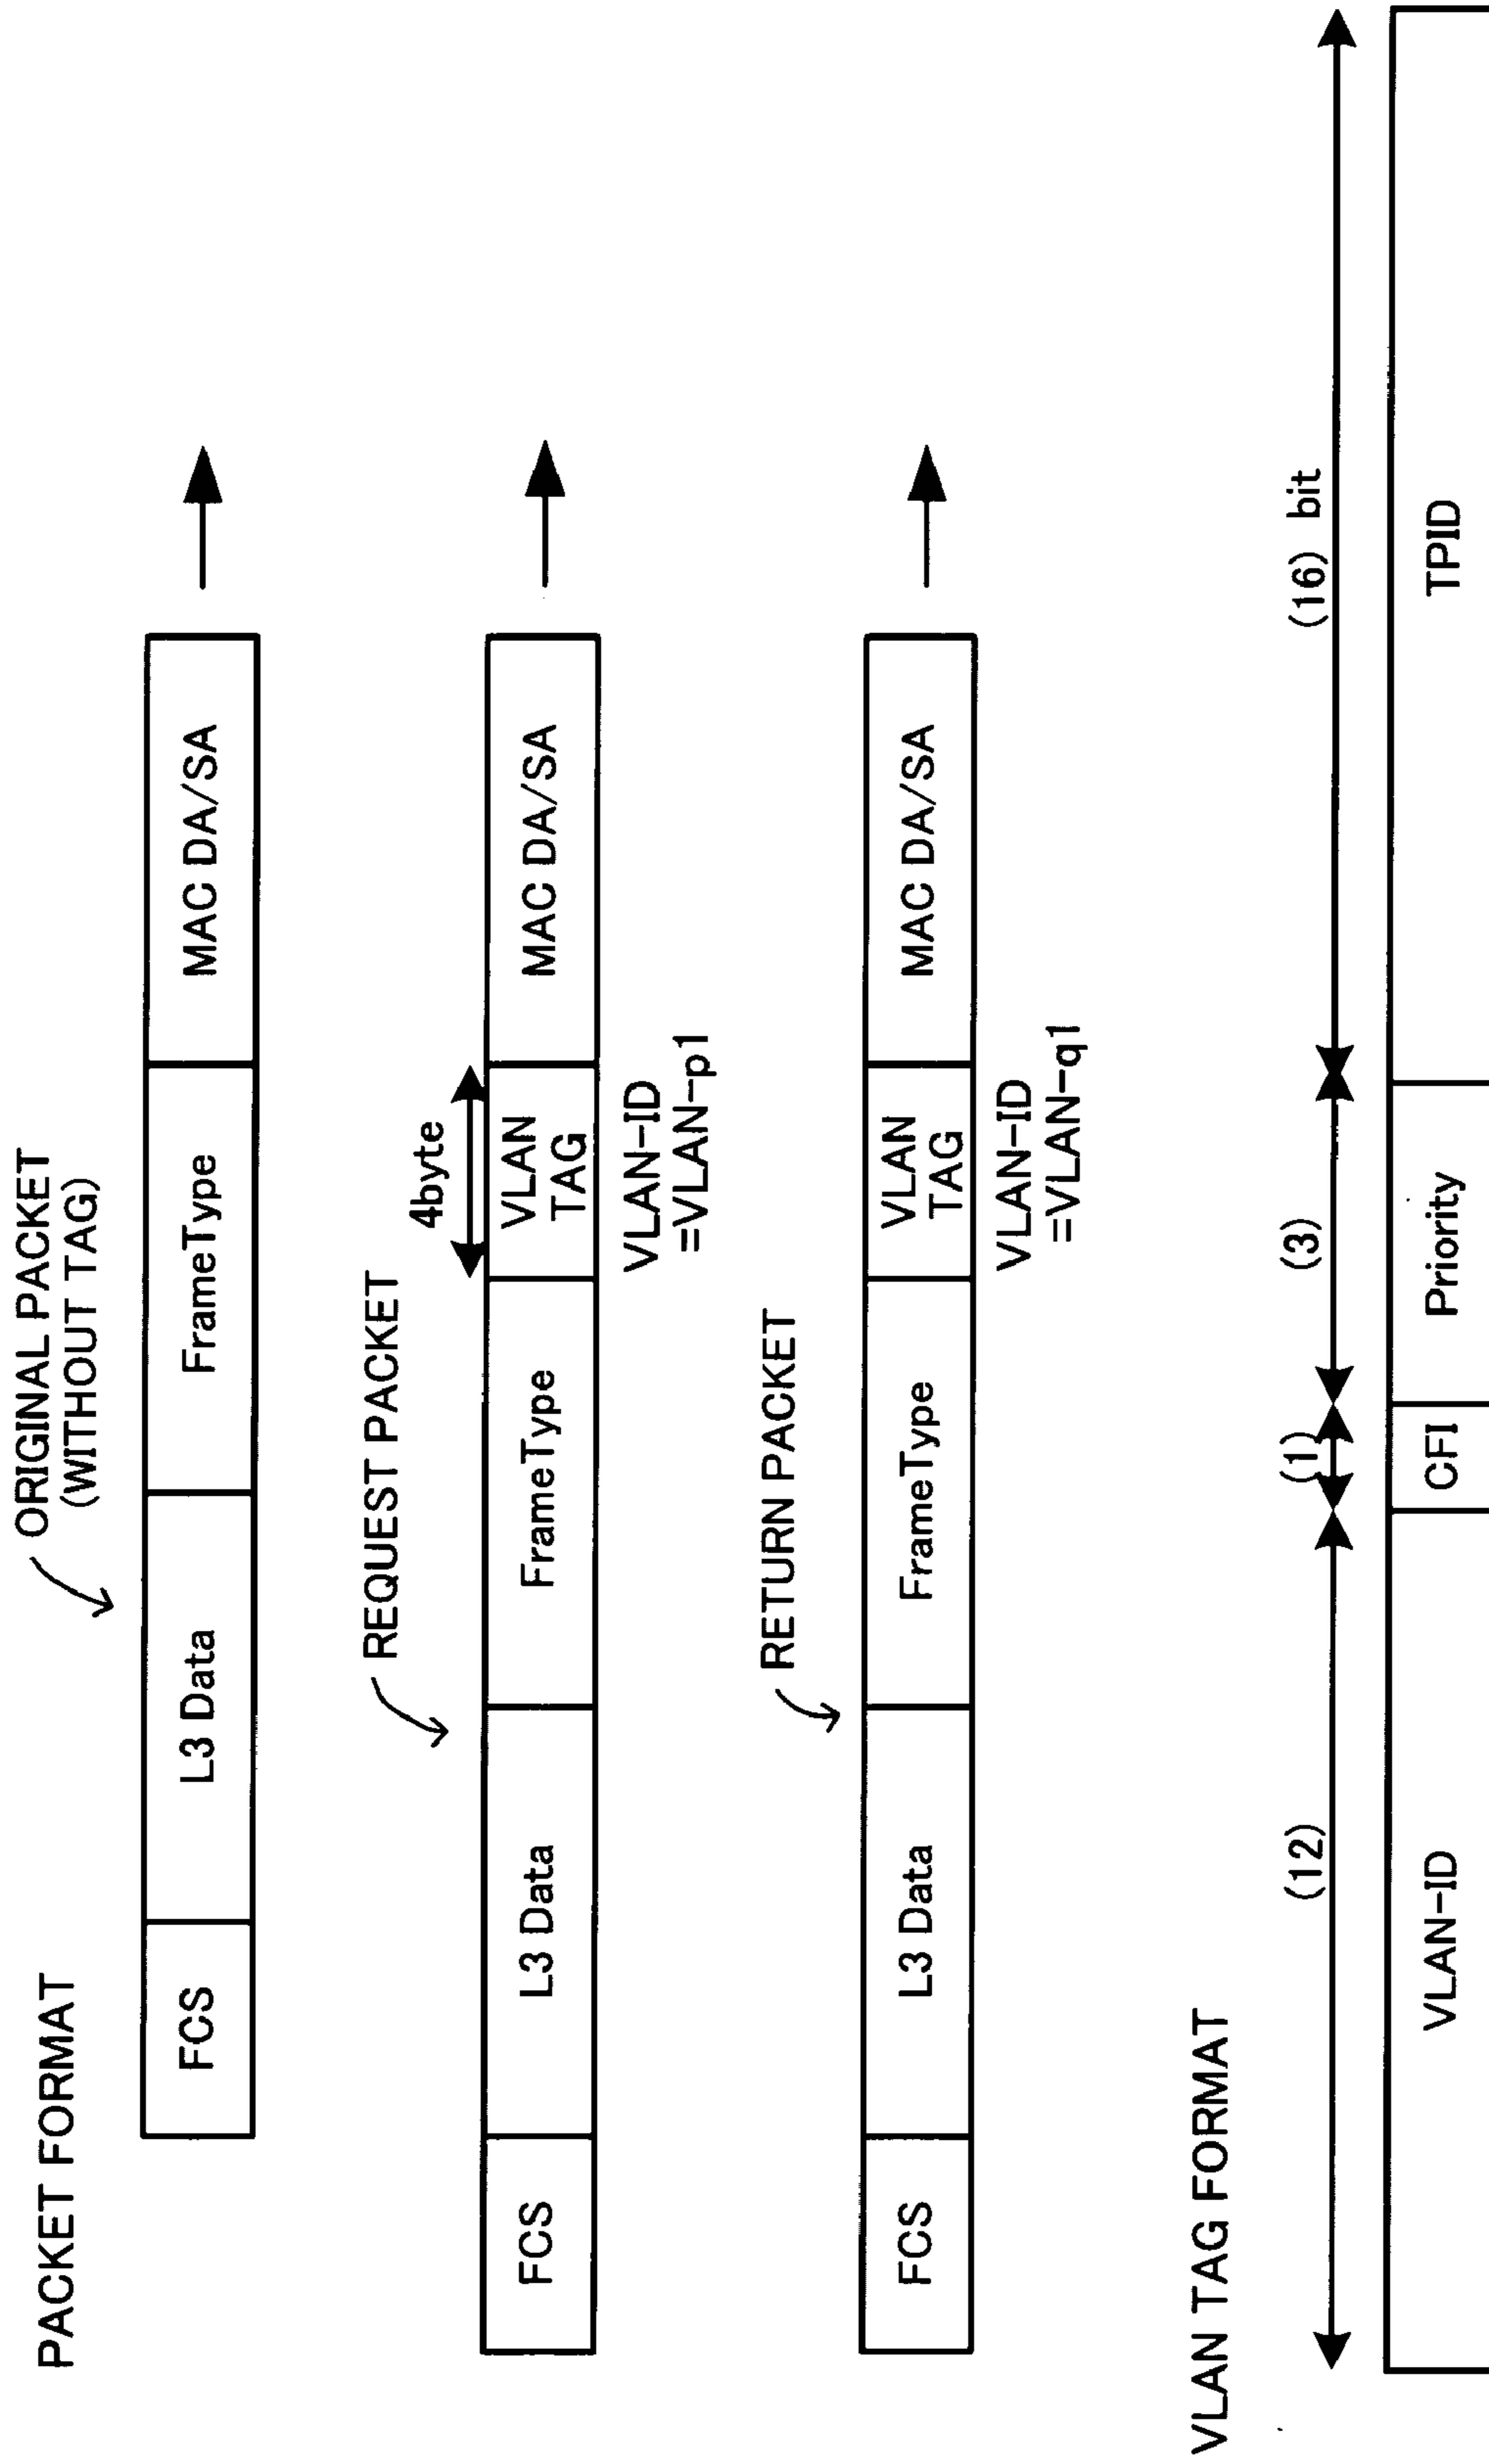 PACKET FORMAT
ORIGINAL PACKET
(WITHOUT TAG)
FCS
L3 Data
FrameType
MAC DA/SA
REQUEST PACKET
4byte
FCS
L3 Data
FrameType
VLAN
TAG
MAC DA/SA
VLAN-ID
=VLAN-p1
RETURN PACKET
FCS
L3 Data
FrameType
VLAN
TAG
MAC DA/SA
VLAN-ID
=VLAN-q1
VLAN TAG FORMAT
(12)
(1)
(3)
(16) bit
VLAN-ID
CFI
Priority
TPID